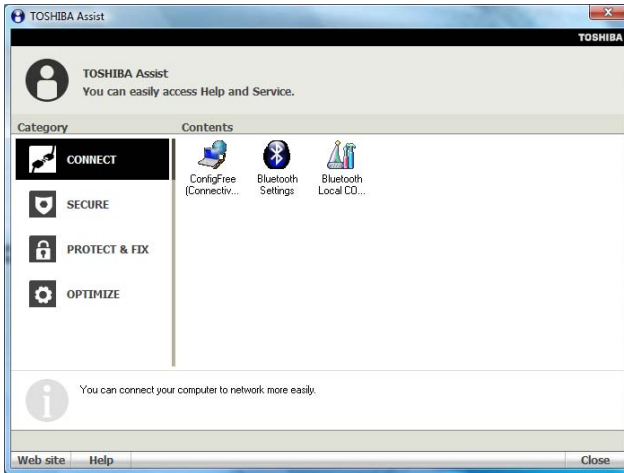 TOSHIBA Assist
TOSHIBA
TOSHIBA Assist
You can easily access Help and Service.
Category
Contents
CONNECT
SECURE
PROTECT & FIX
OPTIMIZE
ConfigFree
(Connectiv...
Bluetooth
Settings
Bluetooth
Local CO...
You can connect your computer to network more easily.
Web site
Help
Close